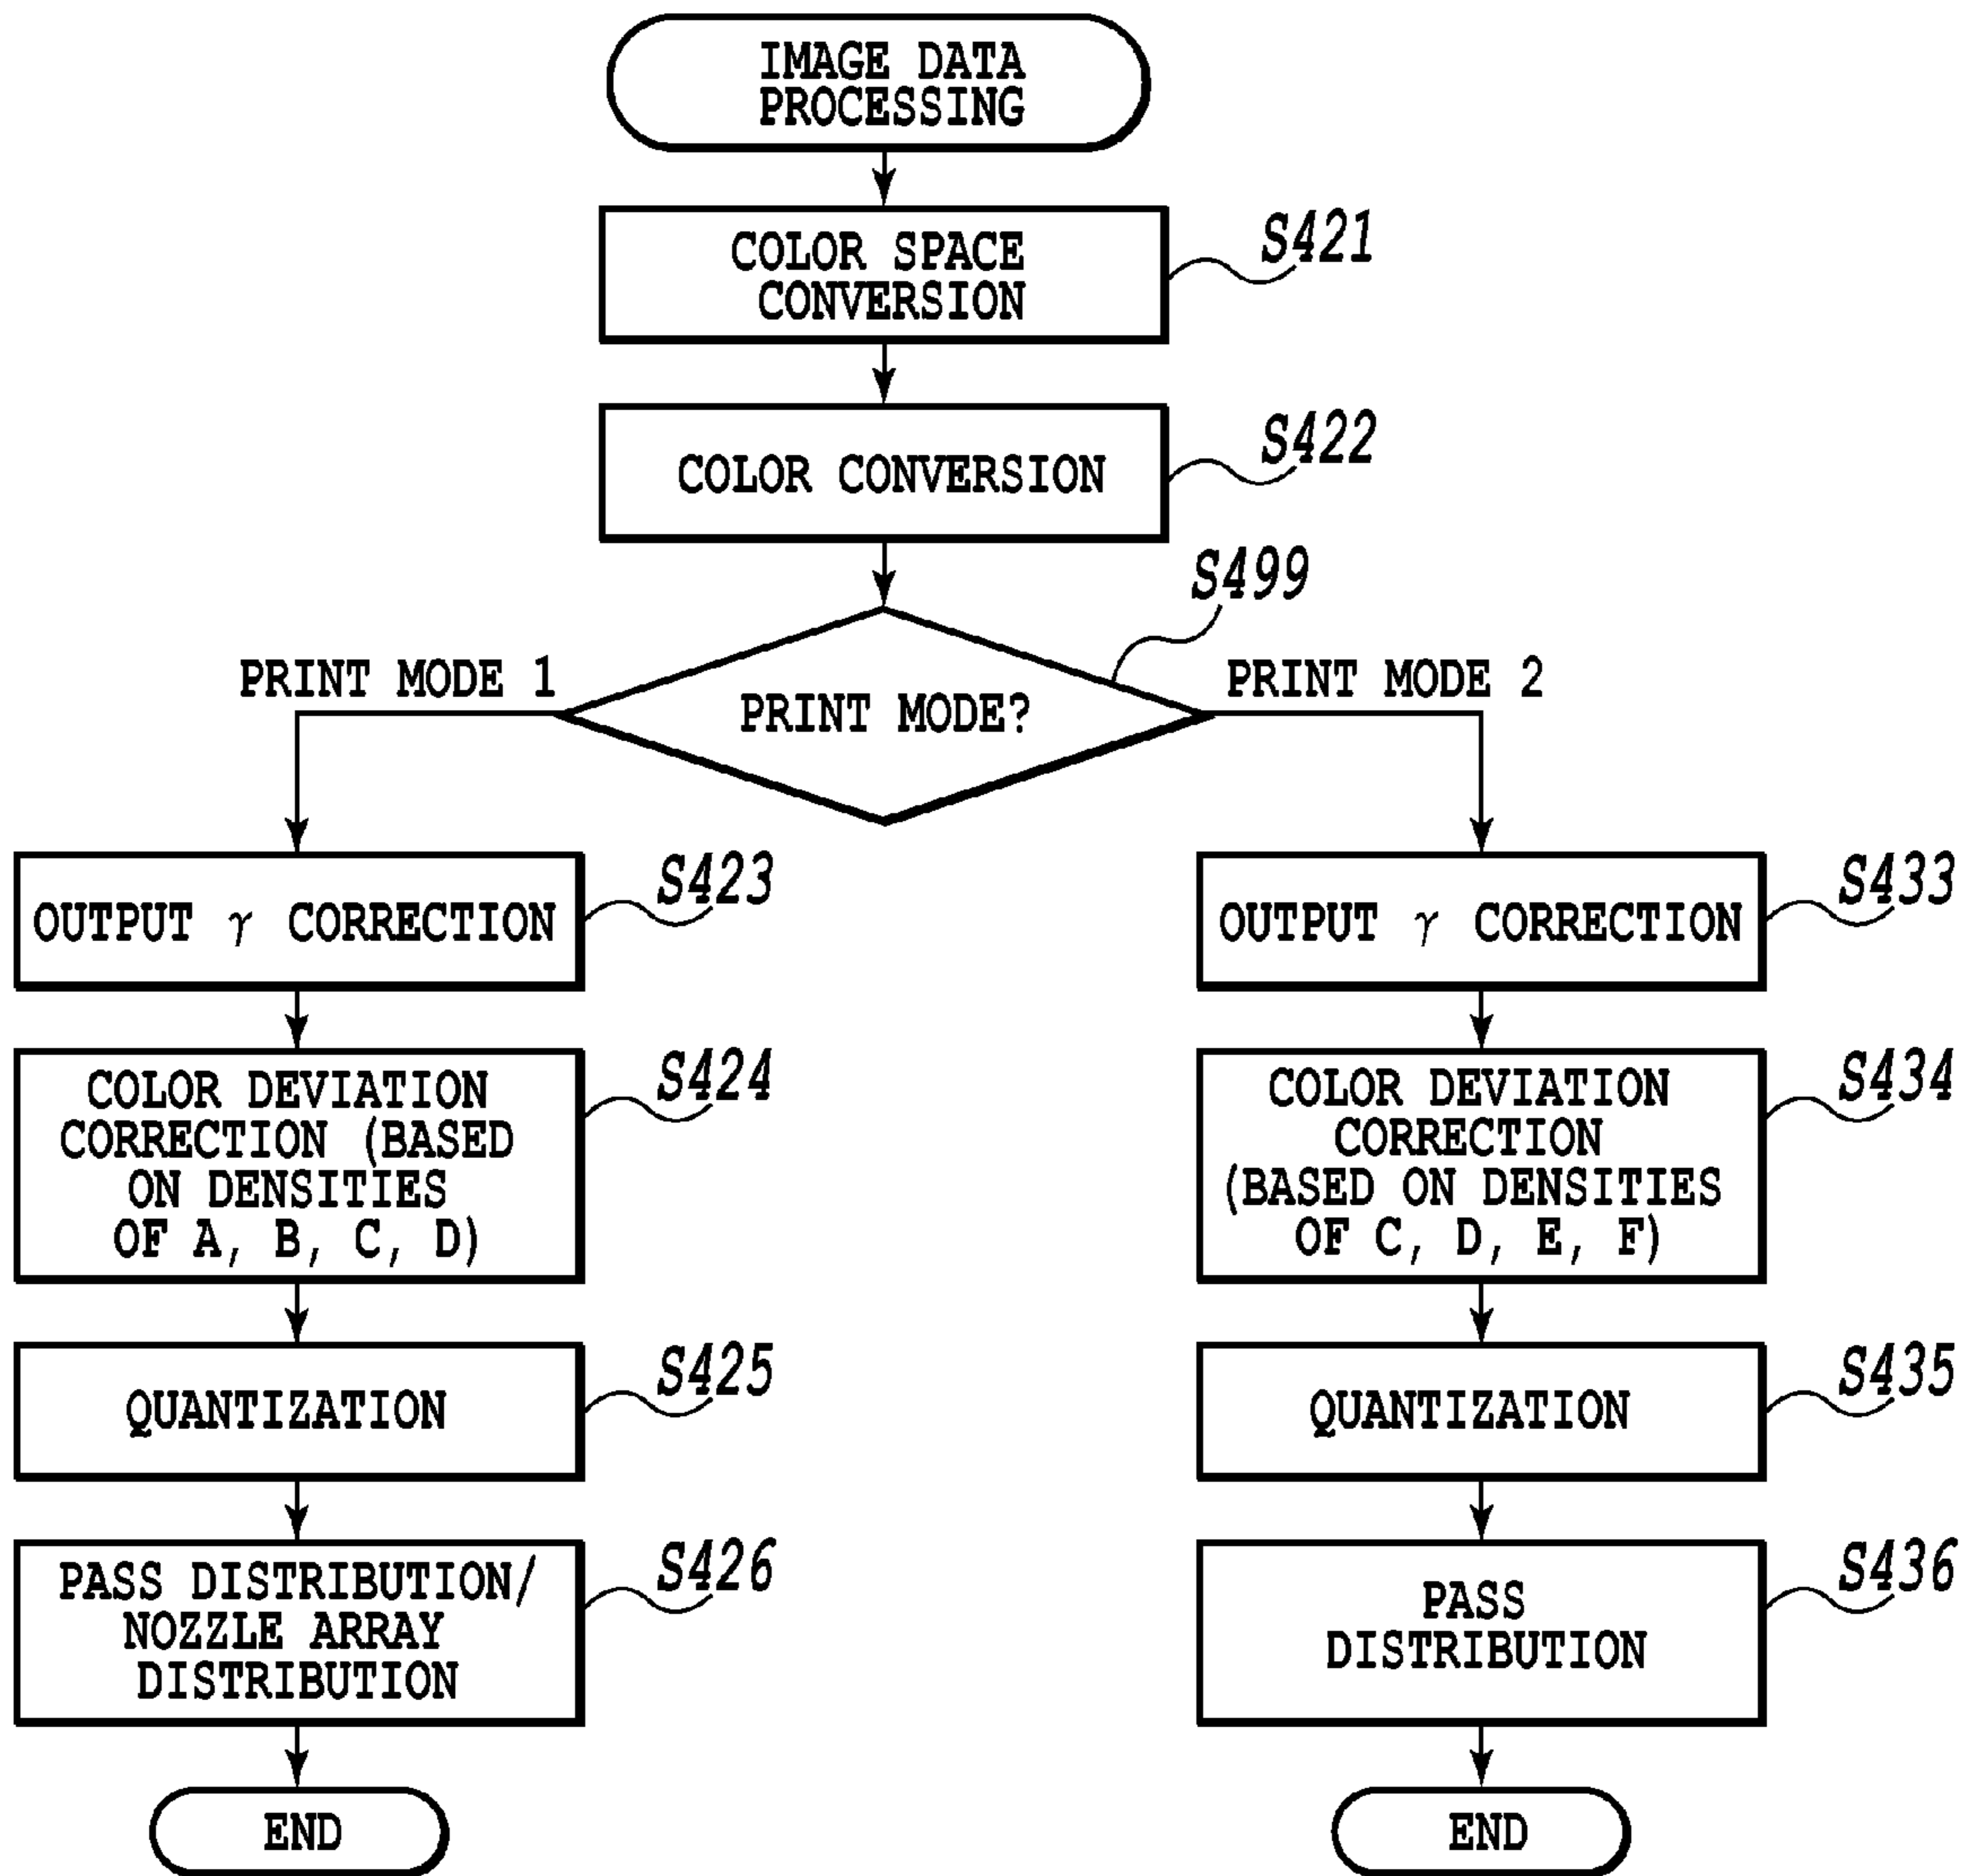 IMAGE DATA
PROCESSING
COLOR SPACE
CONVERSION
S421
COLOR CONVERSION
S422
S499
PRINT MODE?
PRINT MODE 1
PRINT MODE 2
OUTPUT γ CORRECTION
S423
COLOR DEVIATION
CORRECTION (BASED
ON DENSITIES
OF A, B, C, D)
S424
QUANTIZATION
S425
PASS DISTRIBUTION/
NOZZLE ARRAY
DISTRIBUTION
S426
END
OUTPUT γ CORRECTION
S433
COLOR DEVIATION
CORRECTION
(BASED ON DENSITIES
OF C, D, E, F)
S434
QUANTIZATION
S435
PASS
DISTRIBUTION
S436
END